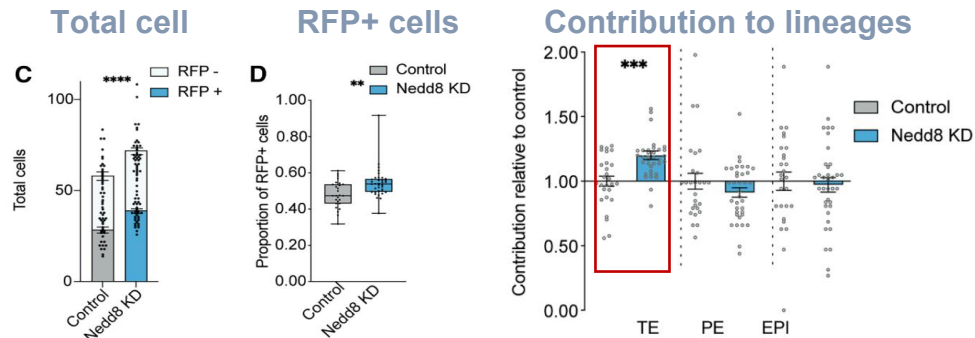 Total cell
RFP+ cells
Contribution to lineages
C
****
RFP -
RFP +
100
50
0
Total cells
Control
Nedd8 KD
D
**
Control
Nedd8 KD
1.00
0.80
0.60
0.40
0.20
0.00
Proportion of RFP+ cells
Control
Nedd8 KD
2.00
1.50
1.00
0.50
0.00
Contribution relative to control
***
TE PE EPI
Control
Nedd8 KD